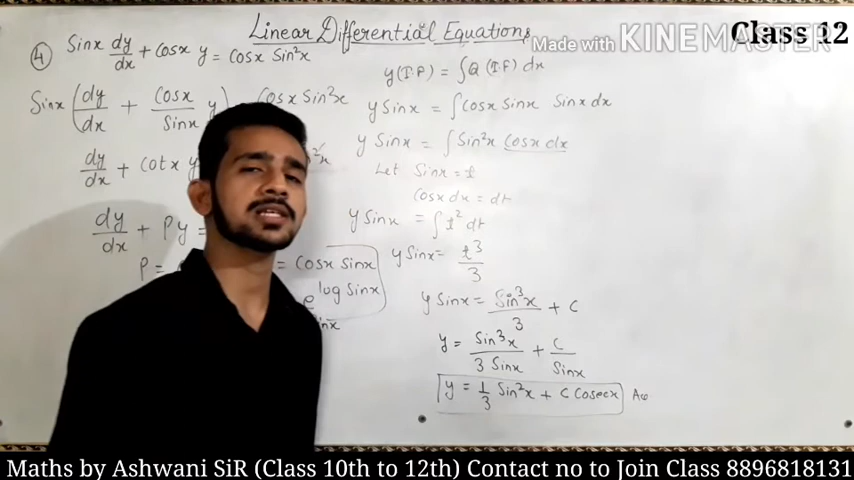 Linear Differential Equations
Made with KINEMASTER
Class 12
④ Sinx dy/dx + Cosx y = Cosx Sin²x
Sinx (dy/dx + Cosx/Sinx y) Cosx Sin²x
dy/dx + Cotx y
dy/dx + Py =
P = = Cosx Sinx
e^logSinx
y(I.F) = ∫Q (I.F) dx
y Sinx = ∫Cosx Sinx Sinx dx
y Sinx = ∫Sin²x Cosx dx
Let Sinx = t
Cosx dx = dt
y Sinx = ∫t² dt
y Sinx = t³/3
y Sinx = Sin³x/3 + C
y = Sin³x/3 Sinx + C/Sinx
y = 1/3 Sin²x + C Cosecx
Maths by Ashwani SiR (Class 10th to 12th) Contact no to Join Class 8896818131